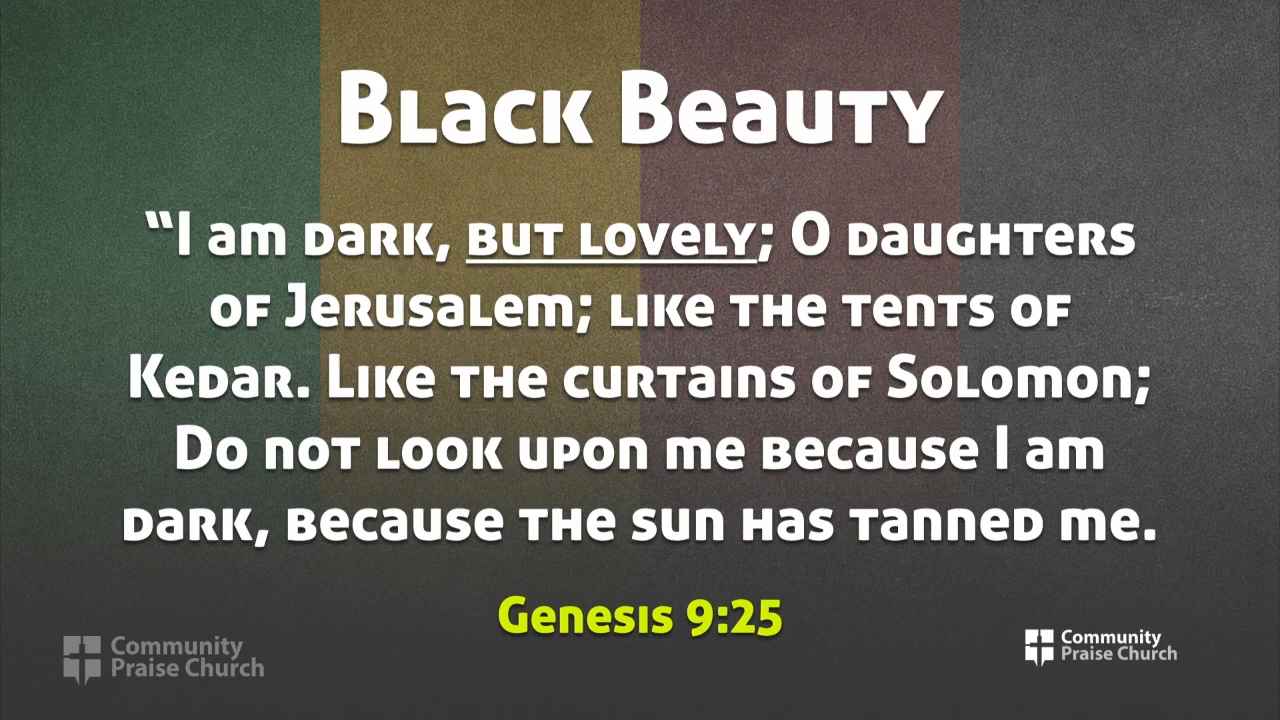 Black Beauty
“I am dark, but lovely; O daughters
of Jerusalem; like the tents of
Kedar. Like the curtains of Solomon;
Do not look upon me because I am
dark, because the sun has tanned me.
Genesis 9:25
Community
Praise Church
Community
Praise Church